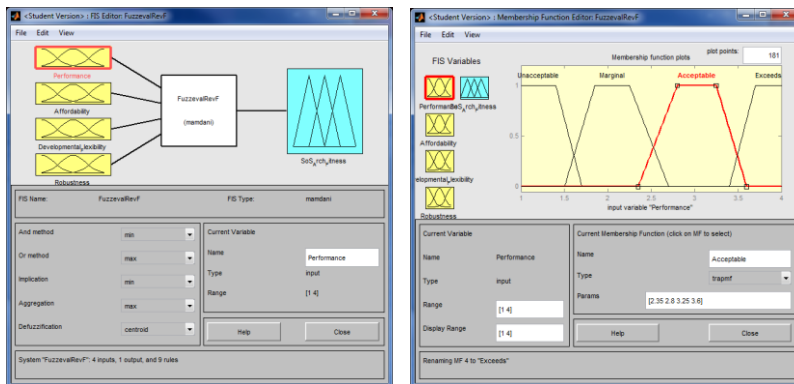 <Student Version> : FIS Editor: FuzzevalRevF
File Edit View
Performance
Affordability
Developmental_Flexibility
Robustness
FuzzevalRevF
(mamdani)
SoS_Arch_Fitness
FIS Name: FuzzevalRevF FIS Type: mamdani
And method min
Or method max
Implication min
Aggregation max
Defuzzification centroid
Current Variable
Name Performance
Type input
Range [1 4]
Help Close
System "FuzzevalRevF": 4 inputs, 1 output, and 9 rules
<Student Version> : Membership Function Editor: FuzzevalRevF
File Edit View
FIS Variables
Performance
SoS_Arch_Fitness
Affordability
elopmental_Flexibility
Robustness
Membership function plots plot points: 181
Unacceptable Marginal Acceptable Exceeds
1
0.5
0
1 1.5 2 2.5 3 3.5 4
input variable "Performance"
Current Variable
Name Performance
Type input
Range [1 4]
Display Range [1 4]
Current Membership Function (click on MF to select)
Name Acceptable
Type trapmf
Params [2.35 2.8 3.25 3.6]
Help Close
Renaming MF 4 to "Exceeds"